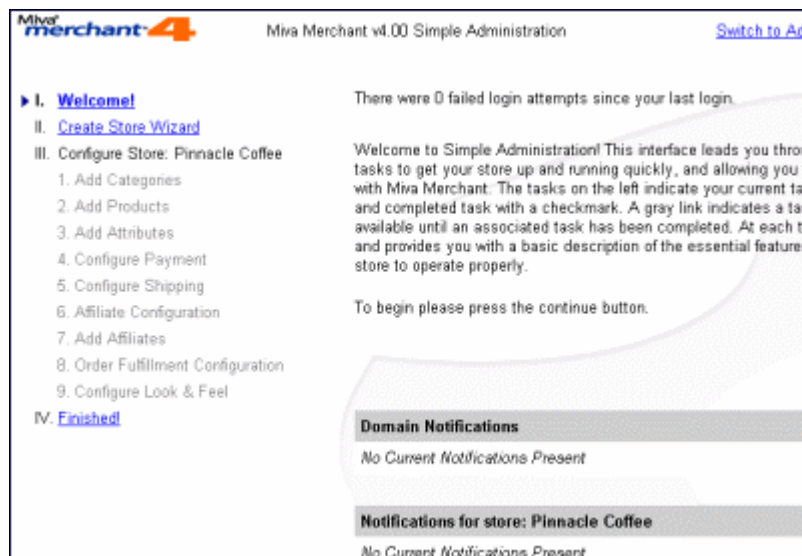 Miva merchant 4
Miva Merchant v4.00 Simple Administration
Switch to Ad
I. Welcome!
II. Create Store Wizard
III. Configure Store: Pinnacle Coffee
1. Add Categories
2. Add Products
3. Add Attributes
4. Configure Payment
5. Configure Shipping
6. Affiliate Configuration
7. Add Affiliates
8. Order Fulfillment Configuration
9. Configure Look & Feel
IV. Finished!
There were 0 failed login attempts since your last login.
Welcome to Simple Administration! This interface leads you throu
tasks to get your store up and running quickly, and allowing you
with Miva Merchant. The tasks on the left indicate your current ta
and completed task with a checkmark. A gray link indicates a ta
available until an associated task has been completed. At each t
and provides you with a basic description of the essential feature
store to operate properly.
To begin please press the continue button.
Domain Notifications
No Current Notifications Present
Notifications for store: Pinnacle Coffee
No Current Notifications Present